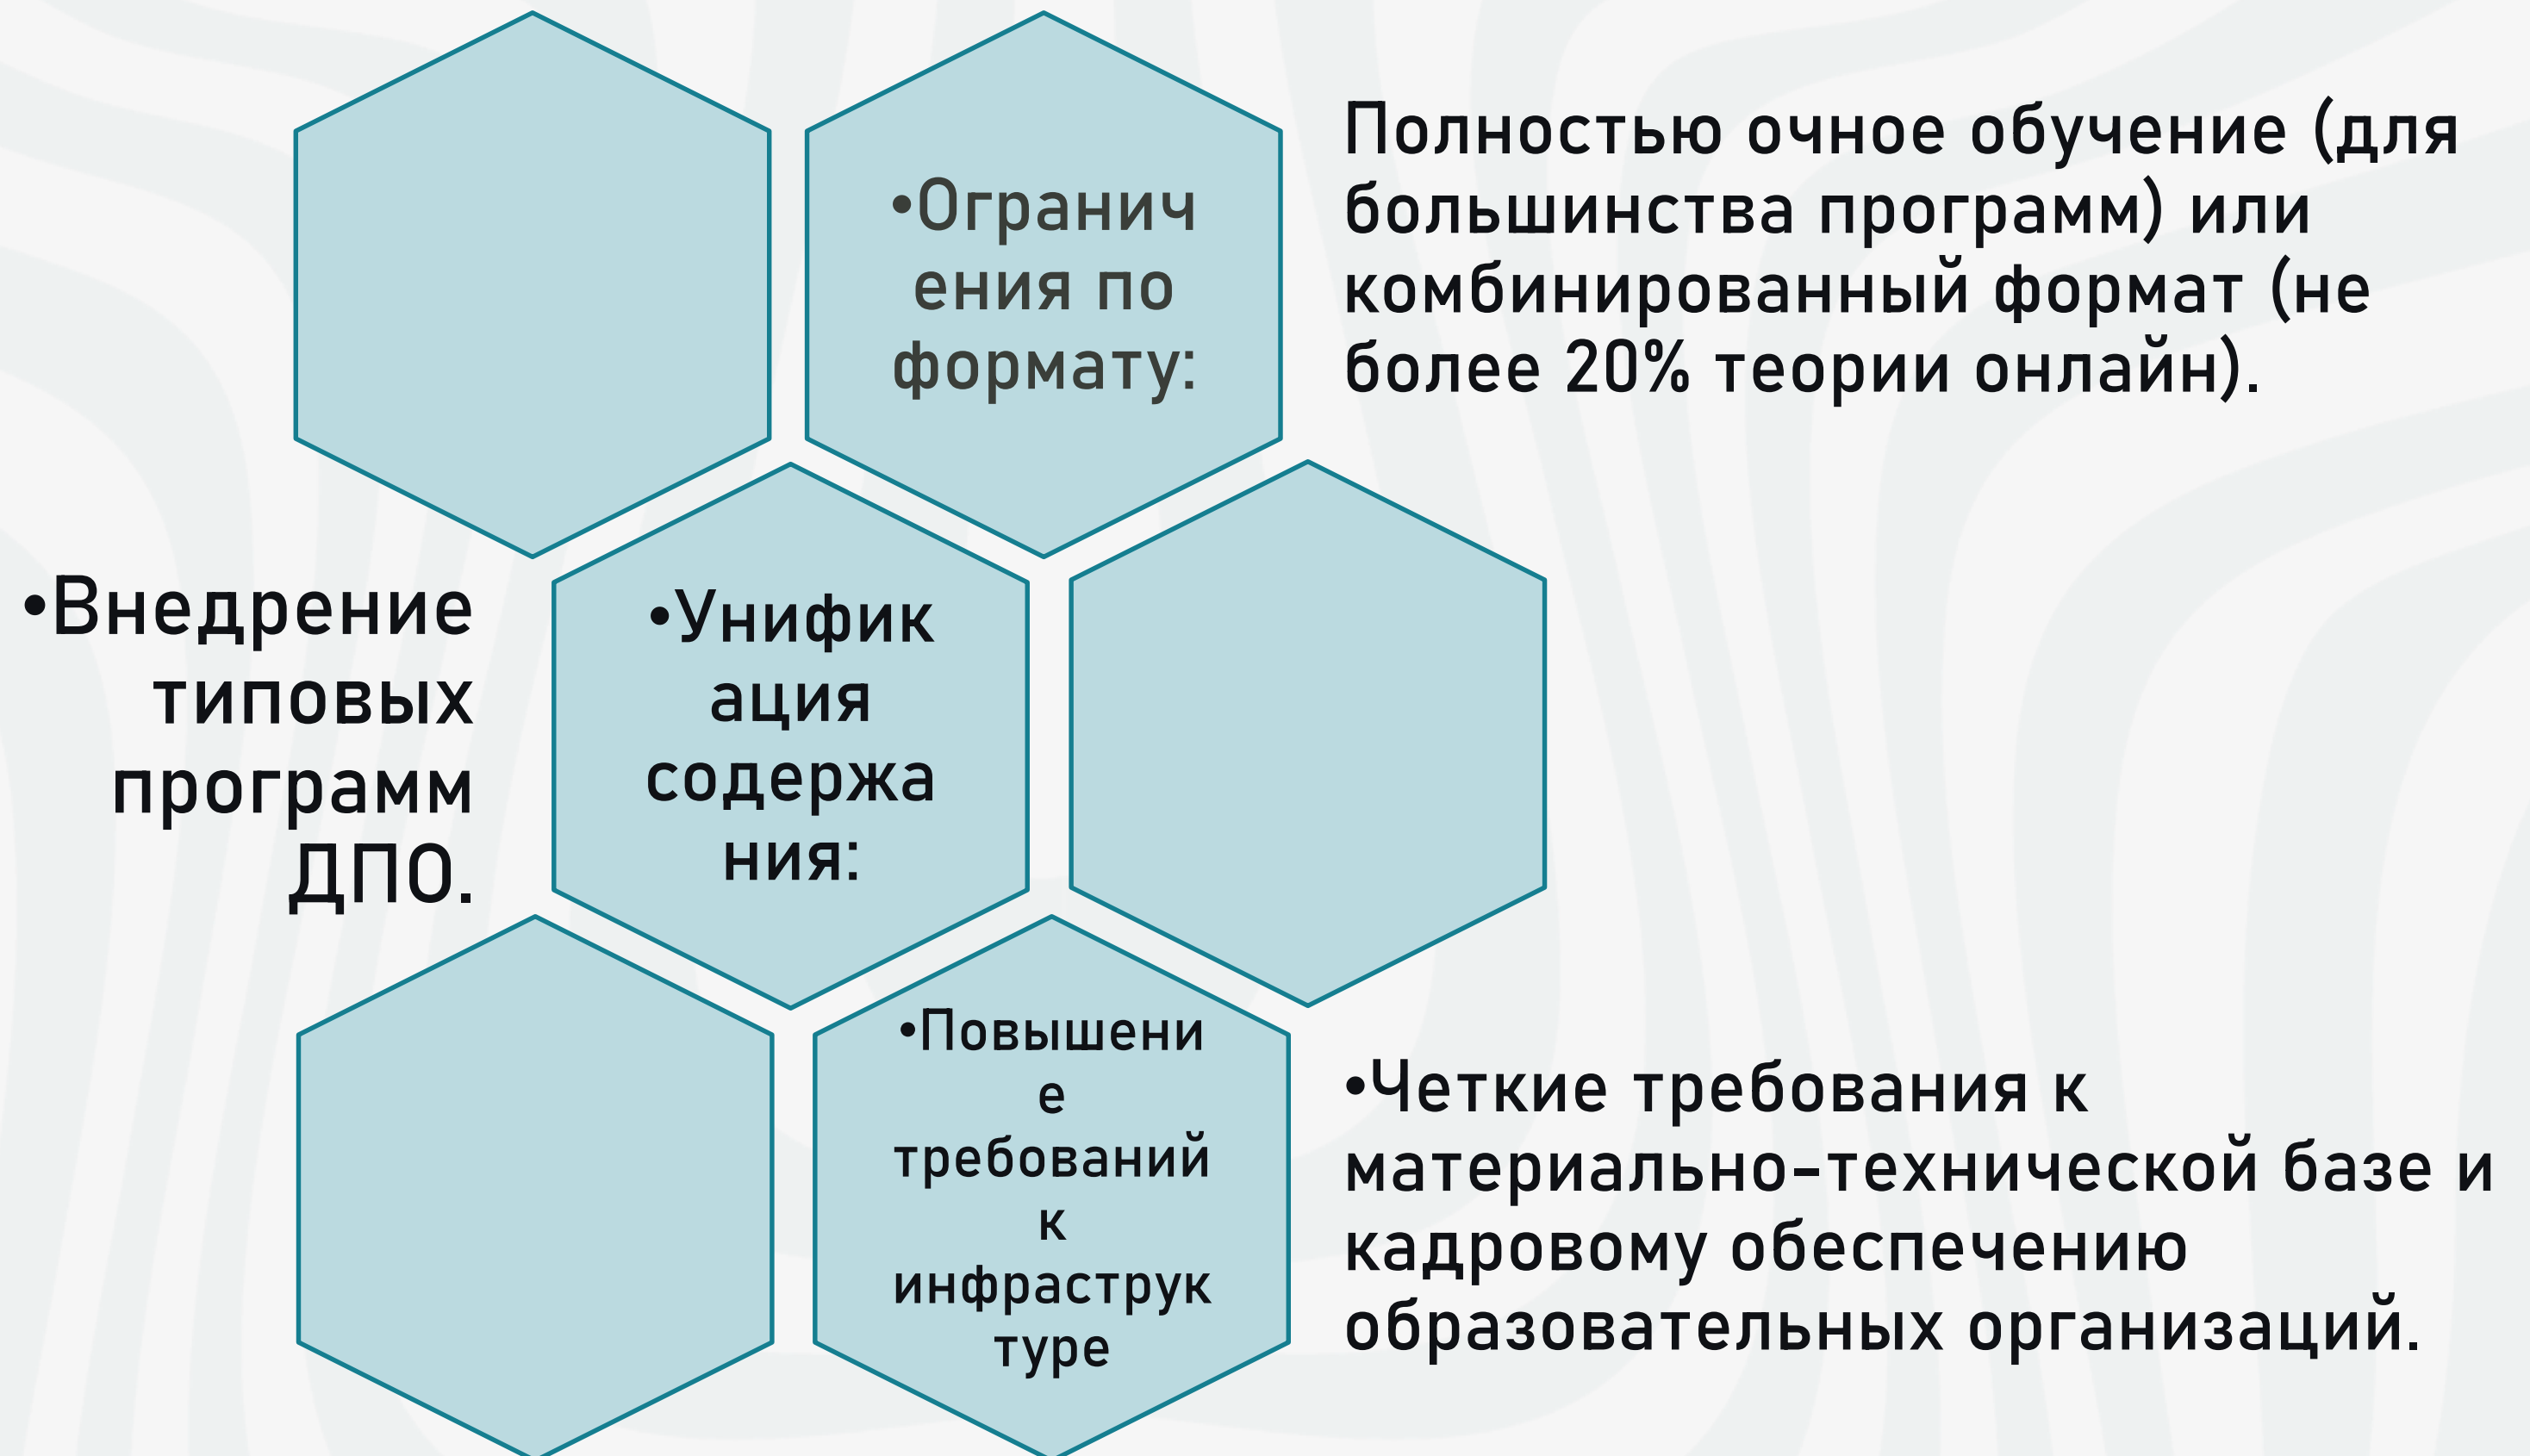 •Огранич
ения по
формату:
Полностью очное обучение (для
большинства программ) или
комбинированный формат (не
более 20% теории онлайн).
•Внедрение
типовых
программ
ДПО.
•Унифик
ация
содержа
ния:
•Повышени
е
требований
к
инфраструк
туре
•Четкие требования к
материально-технической базе и
кадровому обеспечению
образовательных организаций.